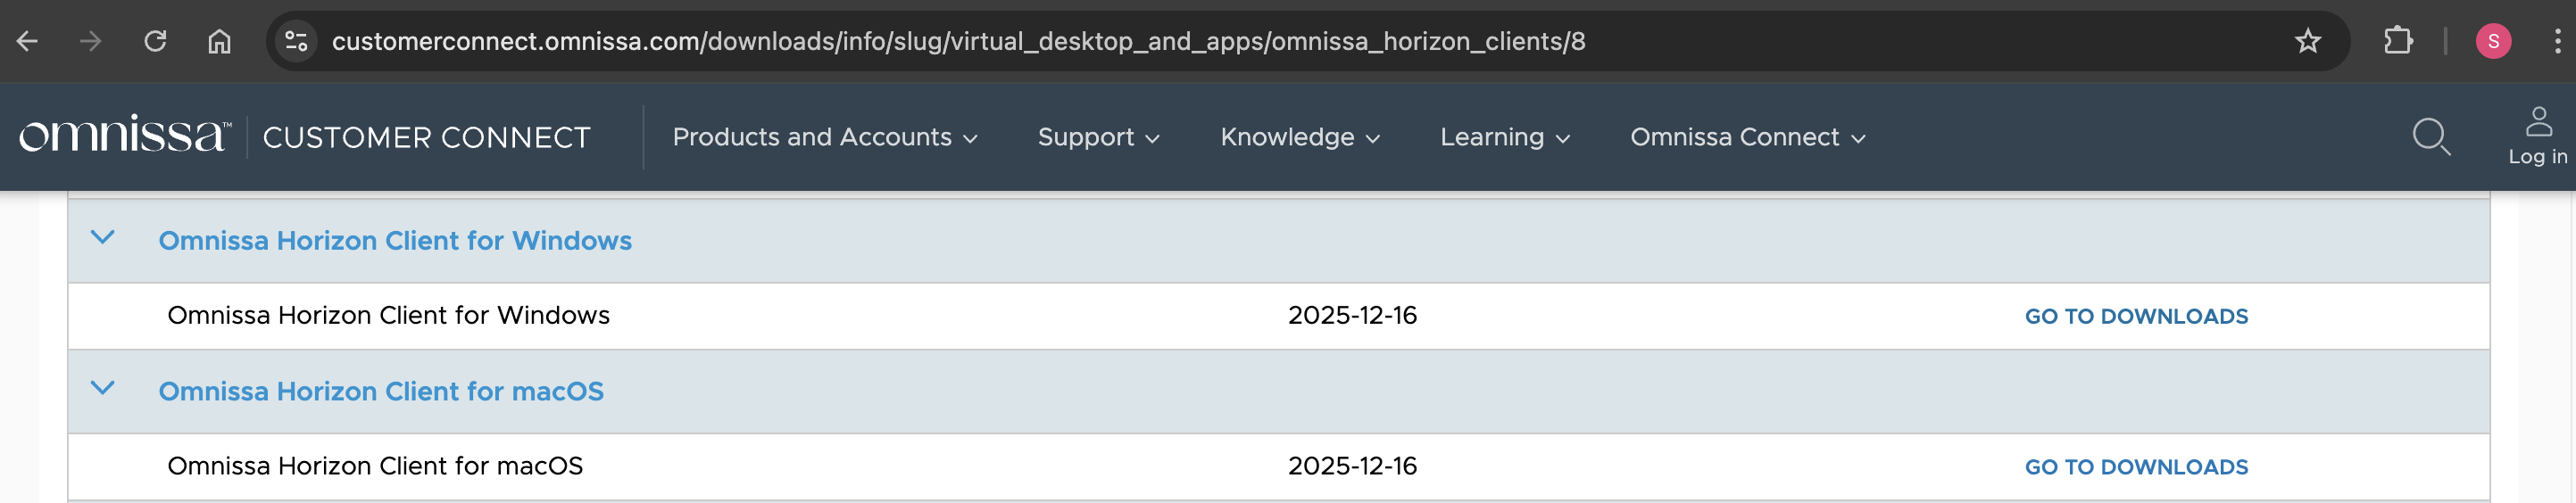 customerconnect.omnissa.com/downloads/info/slug/virtual_desktop_and_apps/omnissa_horizon_clients/8
S
omnissa™ CUSTOMER CONNECT Products and Accounts Support Knowledge Learning Omnissa Connect Log in
Omnissa Horizon Client for Windows
Omnissa Horizon Client for Windows 2025-12-16 GO TO DOWNLOADS
Omnissa Horizon Client for macOS
Omnissa Horizon Client for macOS 2025-12-16 GO TO DOWNLOADS